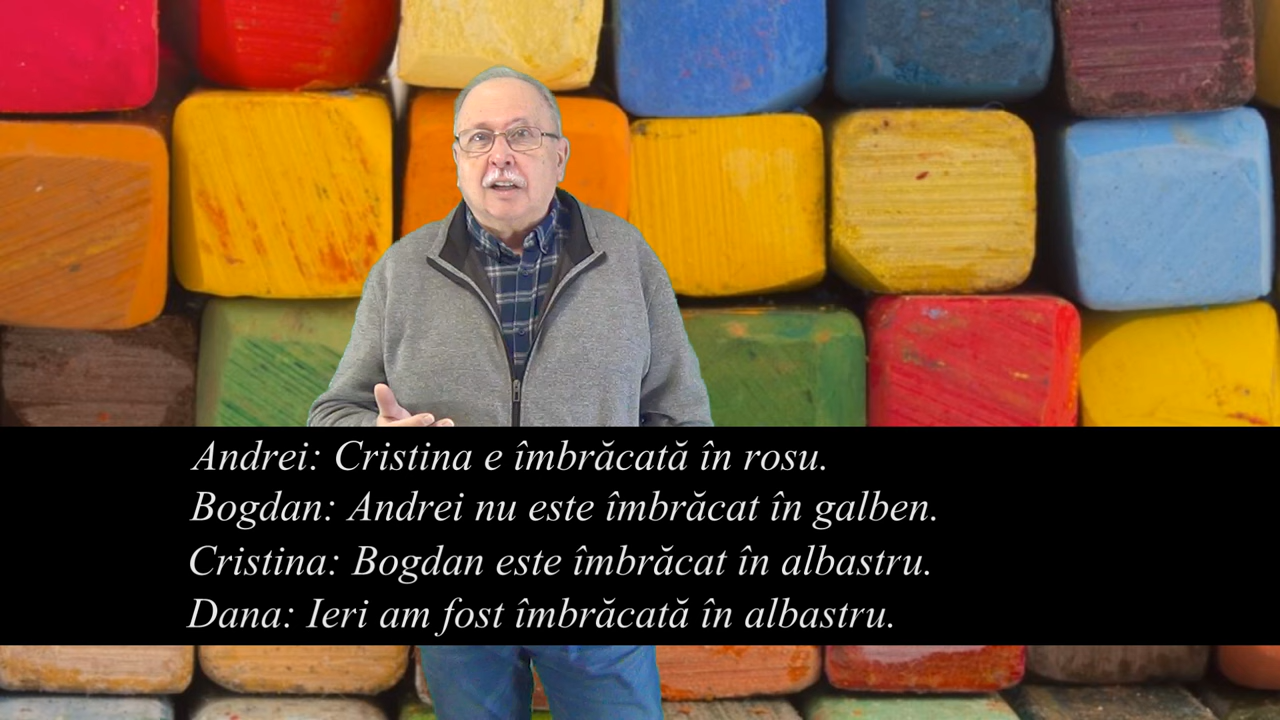 Andrei: Cristina e îmbrăcată în rosu.
Bogdan: Andrei nu este îmbrăcat în galben.
Cristina: Bogdan este îmbrăcat în albastru.
Dana: Ieri am fost îmbrăcată în albastru.